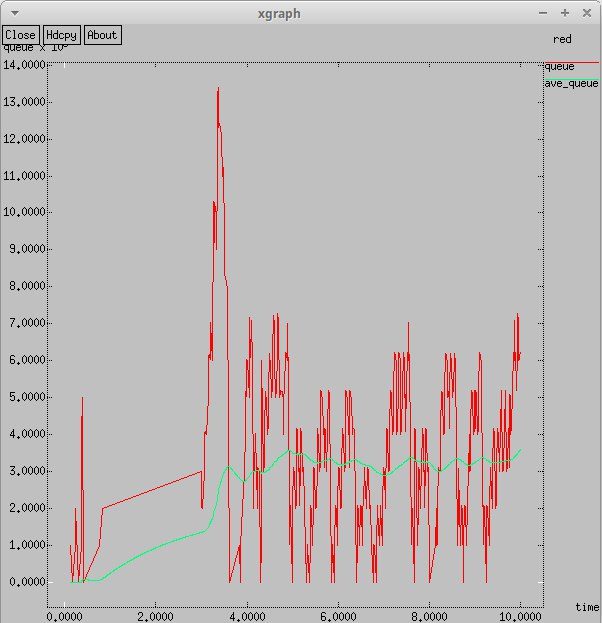 xgraph
Close Hdcpy About
queue x 10³
red
queue
ave_queue
14.0000
13.0000
12.0000
11.0000
10.0000
9.0000
8.0000
7.0000
6.0000
5.0000
4.0000
3.0000
2.0000
1.0000
0.0000
time
0.0000 2.0000 4.0000 6.0000 8.0000 10.0000